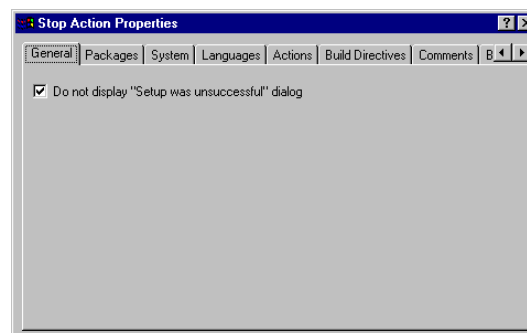 Stop Action Properties
General Packages System Languages Actions Build Directives Comments B
Do not display "Setup was unsuccessful" dialog